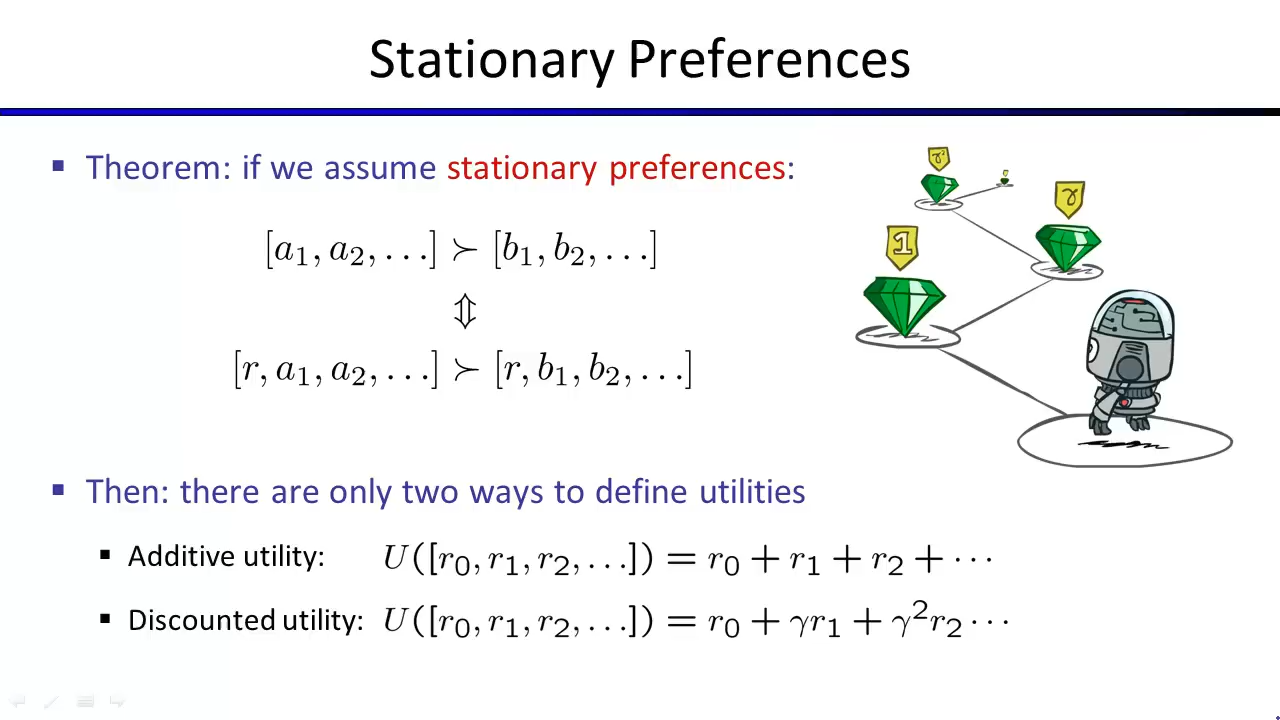 Stationary Preferences
▪ Theorem: if we assume stationary preferences:
[a₁, a₂, . . .] ≻ [b₁, b₂, . . .]
⇕
[r, a₁, a₂, . . .] ≻ [r, b₁, b₂, . . .]
γ
1
▪ Then: there are only two ways to define utilities
▪ Additive utility: U([r₀, r₁, r₂, . . .]) = r₀ + r₁ + r₂ + ⋯
▪ Discounted utility: U([r₀, r₁, r₂, . . .]) = r₀ + γr₁ + γ²r₂ ⋯